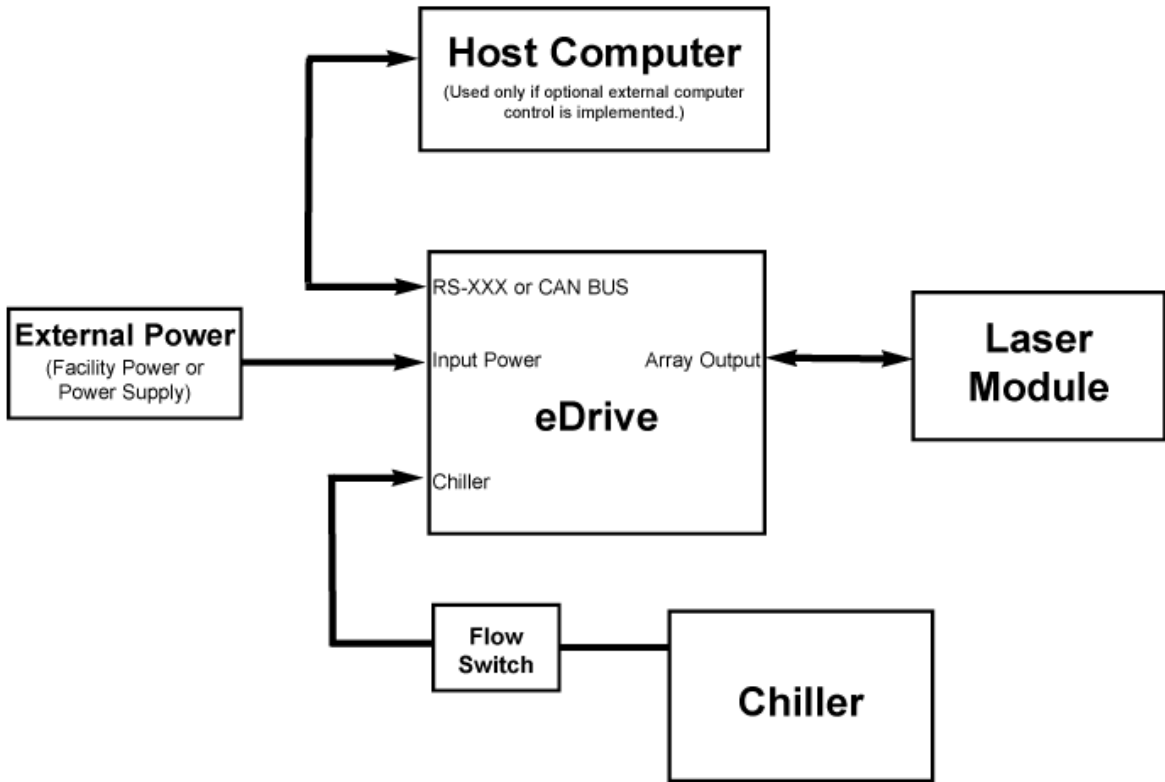 Host Computer
(Used only if optional external computer
control is implemented.)
RS-XXX or CAN BUS
External Power
(Facility Power or
Power Supply)
Input Power
Array Output
eDrive
Chiller
Laser
Module
Flow
Switch
Chiller